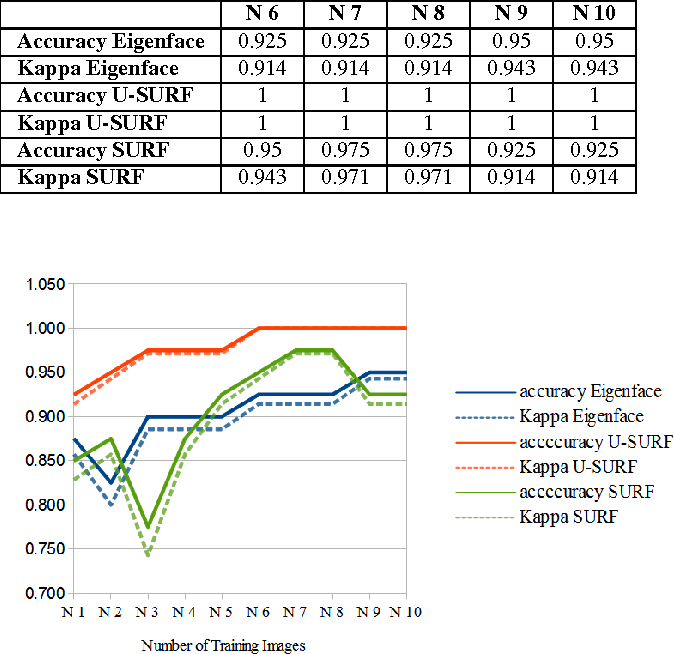 N 6 N 7 N 8 N 9 N 10
Accuracy Eigenface 0.925 0.925 0.925 0.95 0.95
Kappa Eigenface 0.914 0.914 0.914 0.943 0.943
Accuracy U-SURF 1 1 1 1 1
Kappa U-SURF 1 1 1 1 1
Accuracy SURF 0.95 0.975 0.975 0.925 0.925
Kappa SURF 0.943 0.971 0.971 0.914 0.914
1.050
1.000
0.950
0.900
0.850
0.800
0.750
0.700
N 1 N 2 N 3 N 4 N 5 N 6 N 7 N 8 N 9 N 10
Number of Training Images
accuracy Eigenface
Kappa Eigenface
accccuracy U-SURF
Kappa U-SURF
accccuracy SURF
Kappa SURF